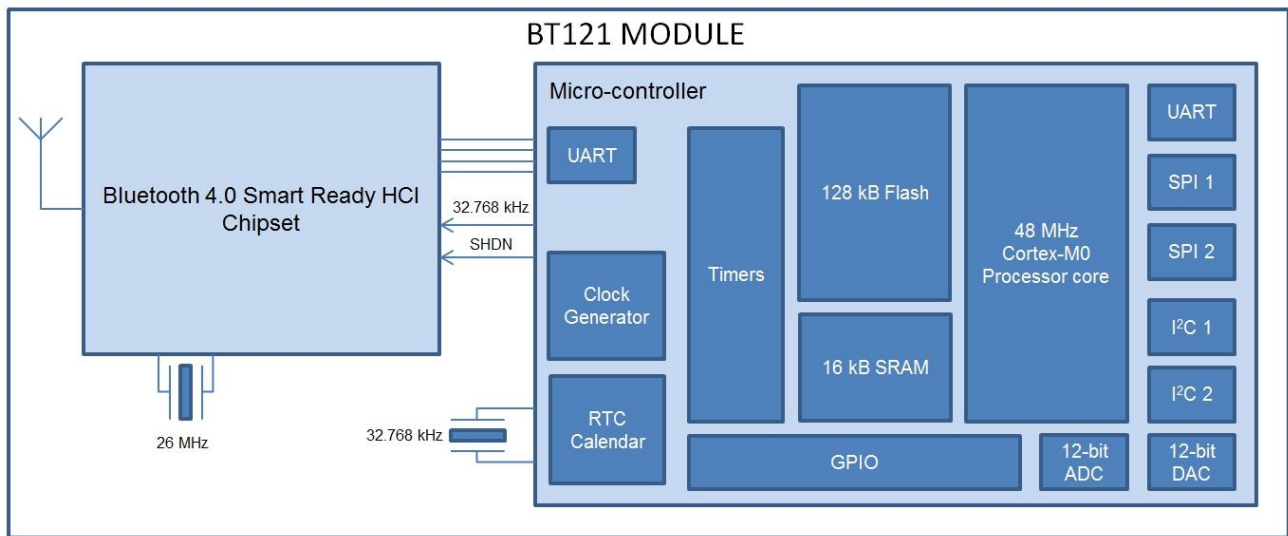 BT121 MODULE
Bluetooth 4.0 Smart Ready HCI
Chipset
26 MHz
32.768 kHz
SHDN
32.768 kHz
Micro-controller
UART
Clock
Generator
RTC
Calendar
Timers
128 kB Flash
16 kB SRAM
48 MHz
Cortex-M0
Processor core
GPIO
12-bit
ADC
UART
SPI 1
SPI 2
I²C 1
I²C 2
12-bit
DAC